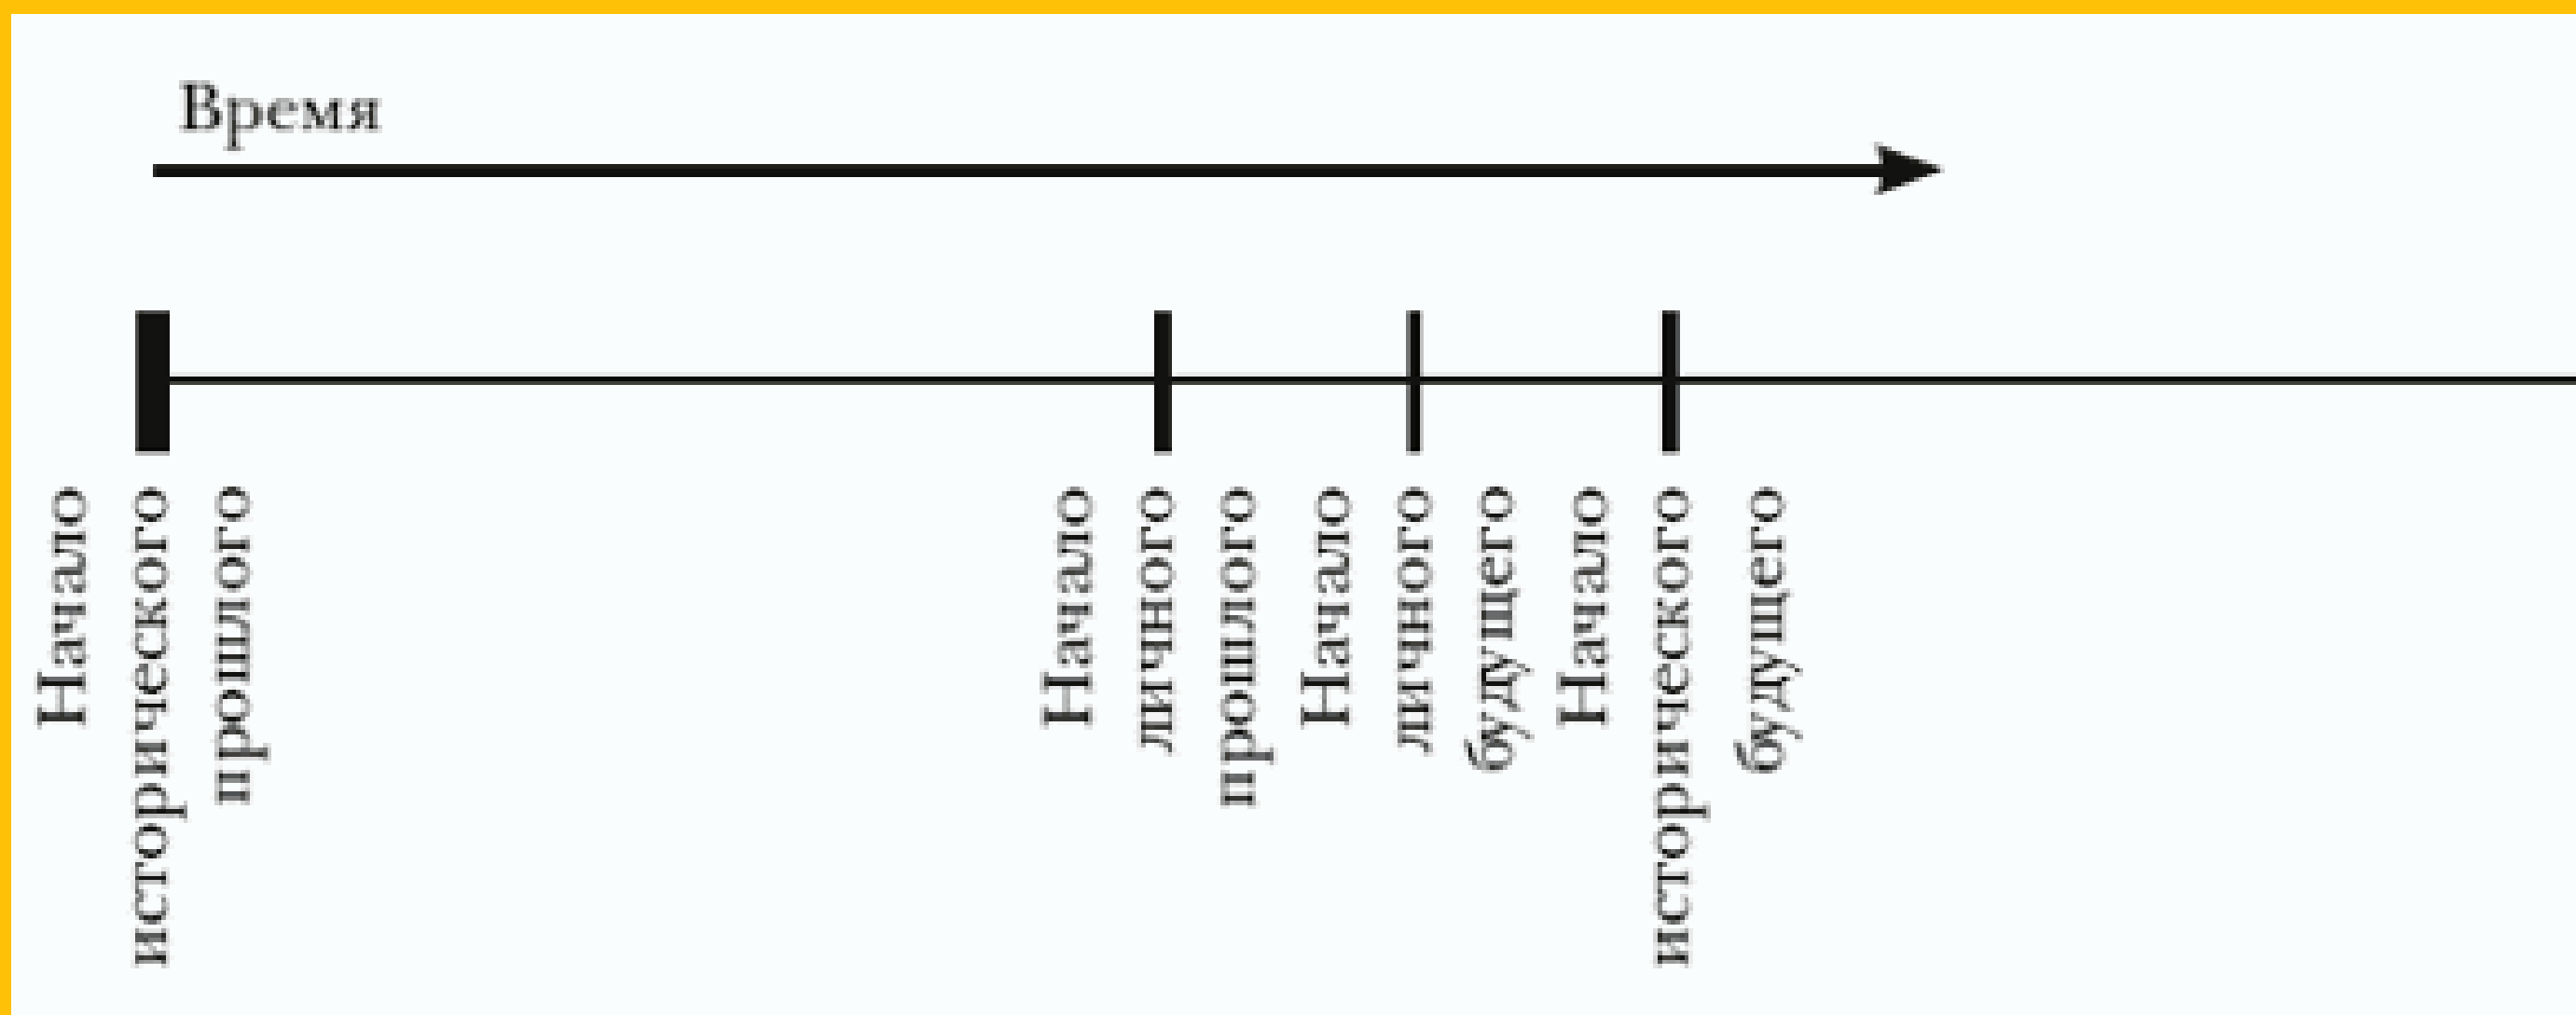 Время
Начало
исторического
прошлого
Начало
личного
прошлого
Начало
личного
будущего
Начало
исторического
будущего